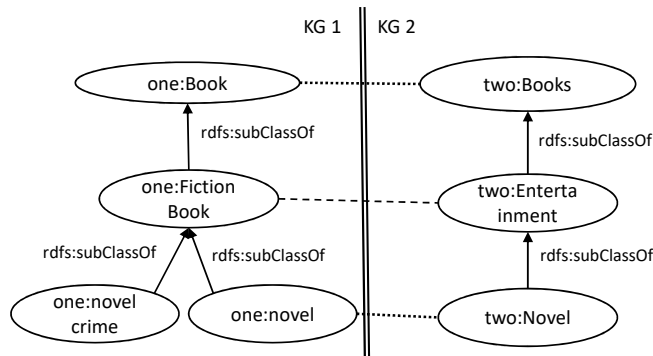 KG 1
KG 2
one:Book
two:Books
rdfs:subClassOf
rdfs:subClassOf
one:Fiction
Book
two:Enterta
inment
rdfs:subClassOf
rdfs:subClassOf
rdfs:subClassOf
one:novel
crime
one:novel
two:Novel